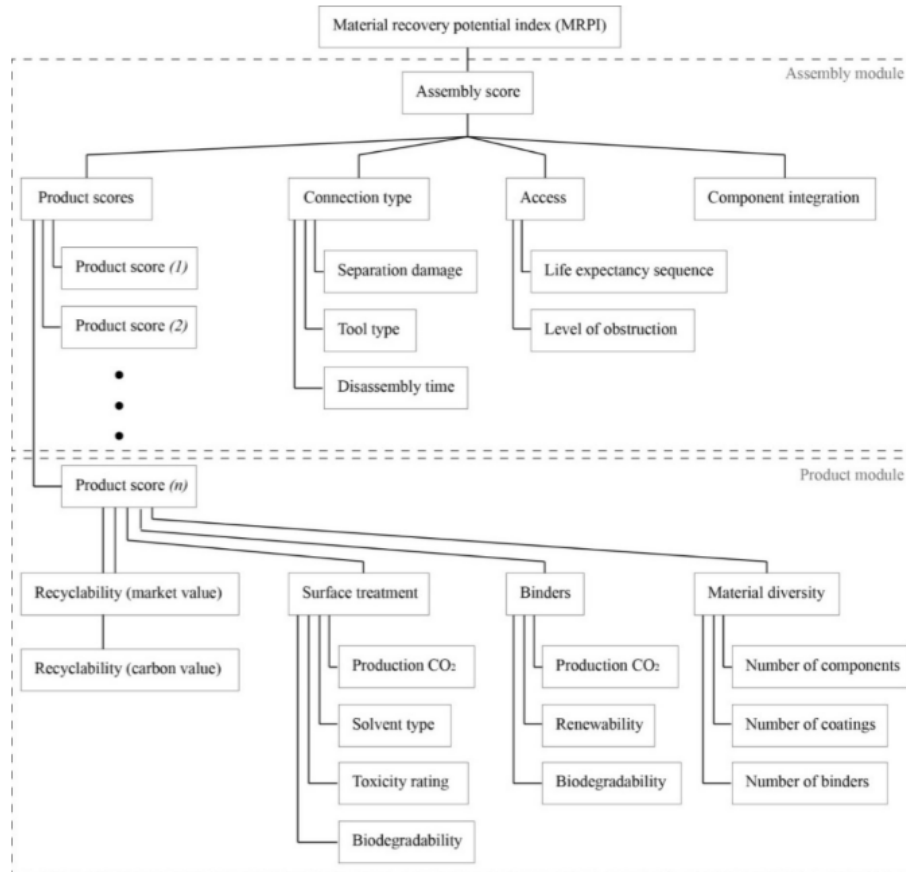 Material recovery potential index (MRPI)
Assembly module
Assembly score
Product scores
Connection type
Access
Component integration
Product score (1)
Separation damage
Life expectancy sequence
Product score (2)
Tool type
Level of obstruction
Disassembly time
Product module
Product score (n)
Recyclability (market value)
Surface treatment
Binders
Material diversity
Recyclability (carbon value)
Production CO₂
Production CO₂
Number of components
Solvent type
Renewability
Number of coatings
Toxicity rating
Biodegradability
Number of binders
Biodegradability